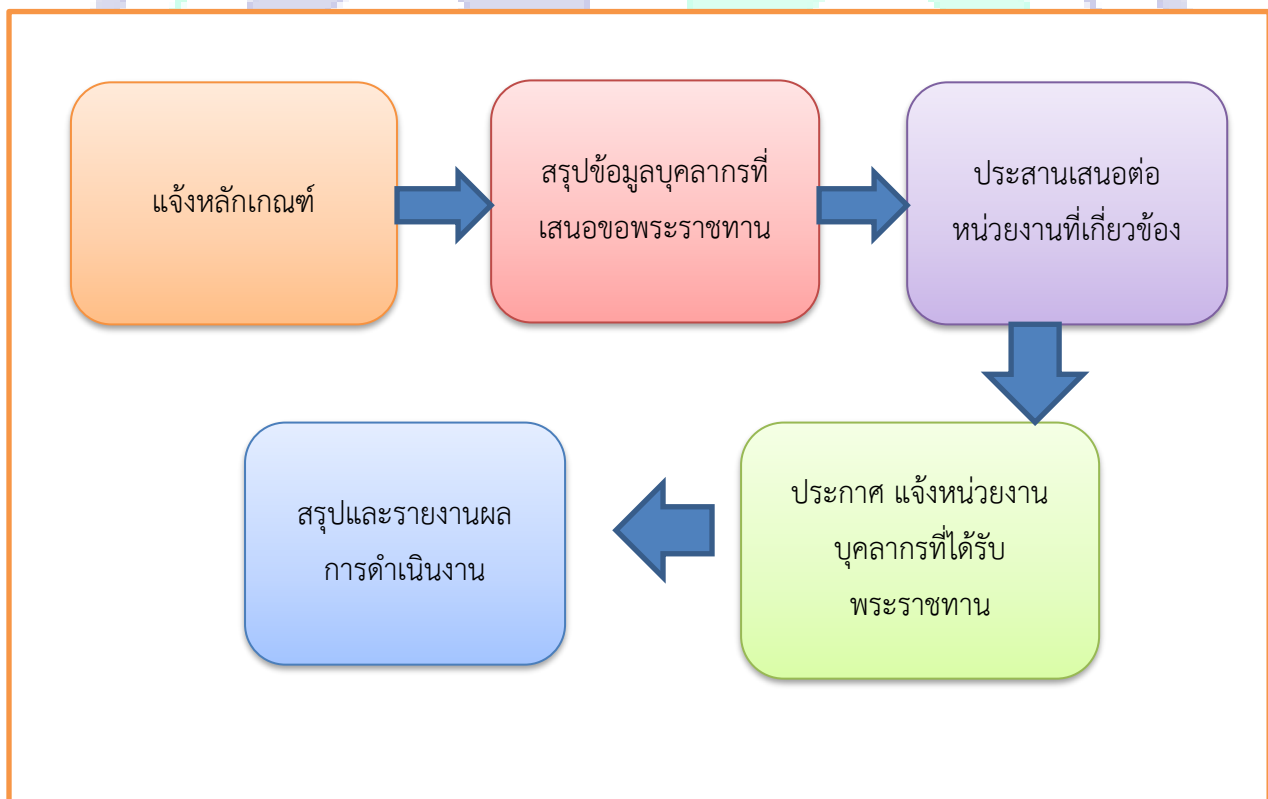 แจ้งหลักเกณฑ์
สรุปข้อมูลบุคลากรที่
เสนอขอพระราชทาน
ประสานเสนอต่อ
หน่วยงานที่เกี่ยวข้อง
ประกาศ แจ้งหน่วยงาน
บุคลากรที่ได้รับ
พระราชทาน
สรุปและรายงานผล
การดำเนินงาน